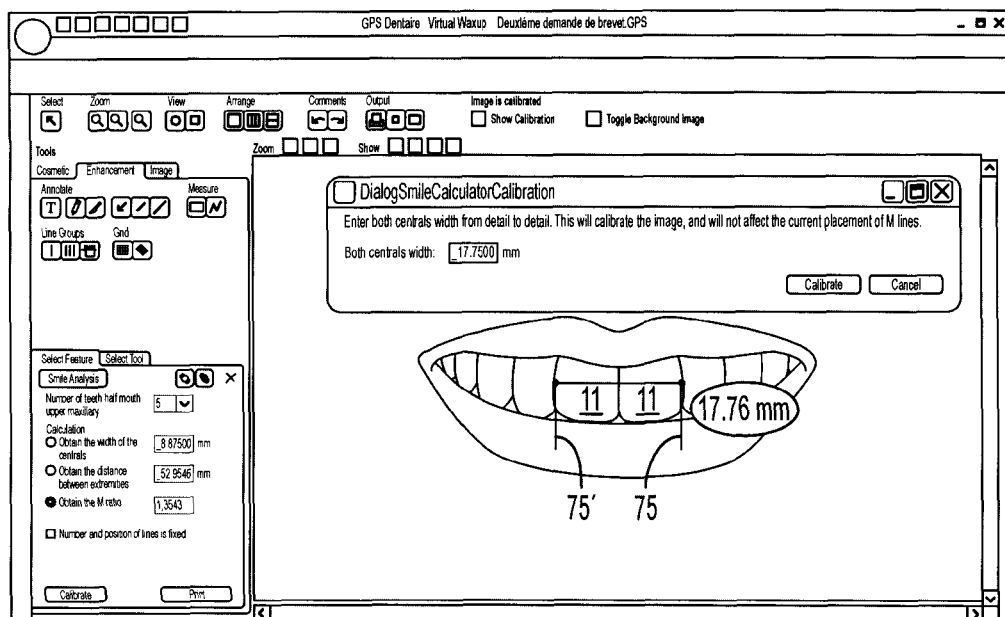 GPS Dentaire Virtual Waxup Deuxième demande de brevet.GPS
Select Zoom View Arrange Comments Output Image is calibrated
Show Calibration Toggle Background Image
Tools
Zoom Show
Cosmetic Enhancement Image
Annotate Measure
T
Line Groups Grid
DialogSmileCalculatorCalibration
Enter both centrals width from detail to detail. This will calibrate the image, and will not affect the current placement of M lines.
Both centrals width: _17.7500 mm
Calibrate Cancel
Select Feature Select Tool
Smile Analysis
Number of teeth half mouth
upper maxiliary 5
Calculation
Obtain the width of the
centrals _8 87500 mm
Obtain the distance
between extremities _52 9546 mm
Obtain the M ratio 1,3543
Number and position of lines is fixed
Calibrate Print
11 11 17.76 mm
75′ 75